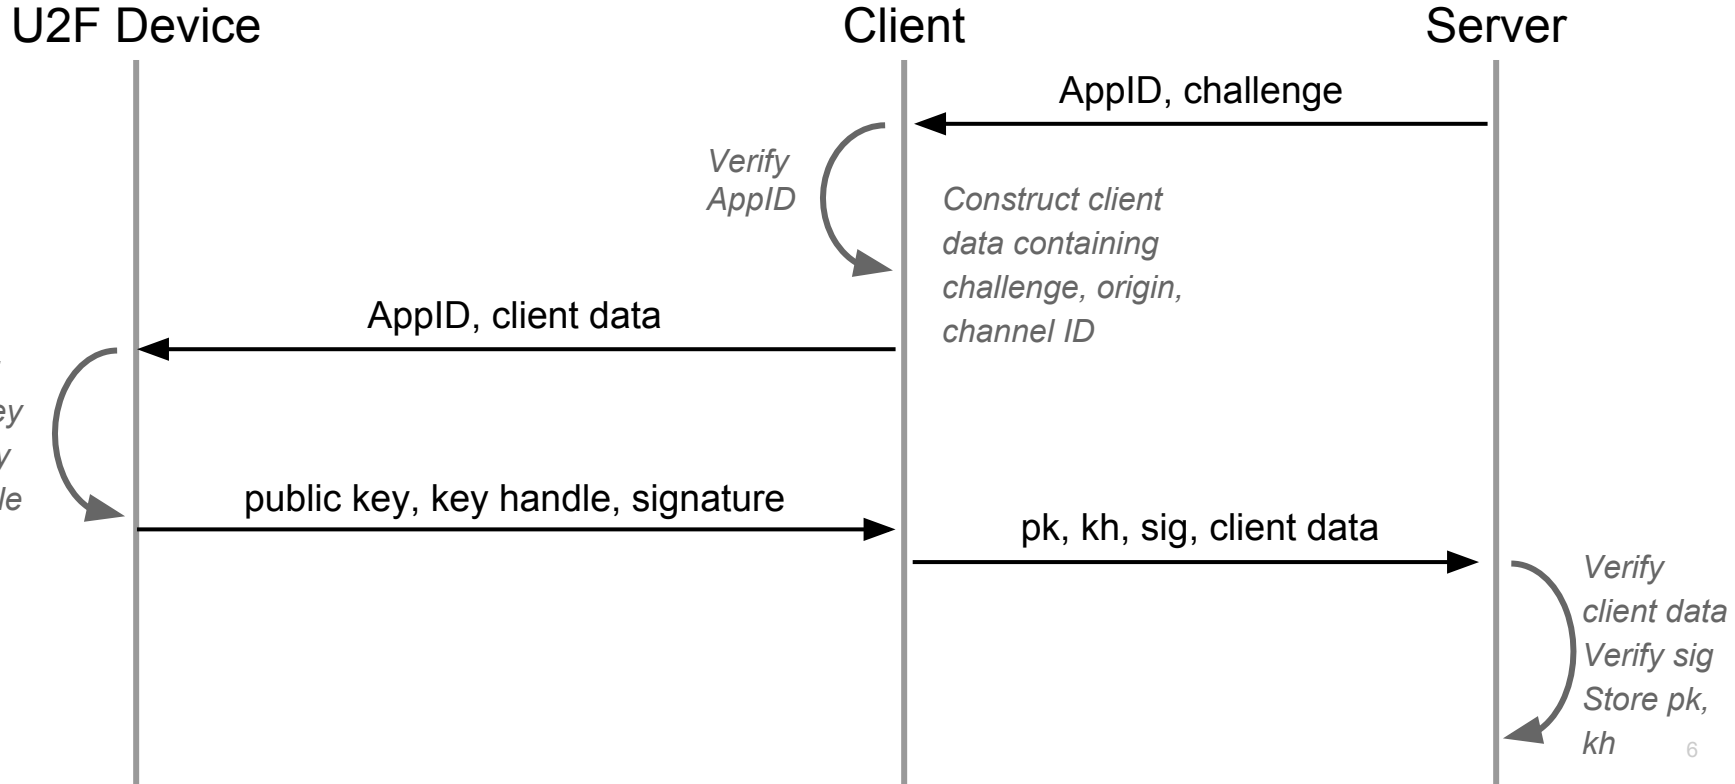 U2F Device
Client
Server
AppID, challenge
Verify
AppID
Construct client
data containing
challenge, origin,
channel ID
AppID, client data
public key, key handle, signature
pk, kh, sig, client data
Verify
client data
Verify sig
Store pk,
kh
6